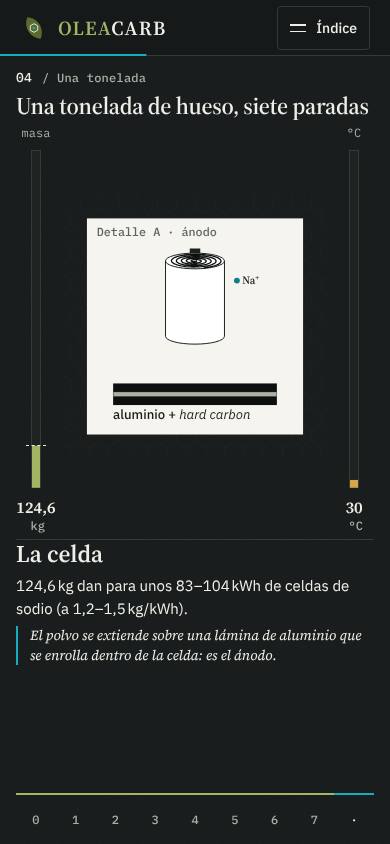 OLEACARB
Índice
04 / Una tonelada
Una tonelada de hueso, siete paradas
masa
°C
Detalle A · ánodo
Na⁺
aluminio + hard carbon
124,6
kg
30
°C
La celda
124,6 kg dan para unos 83–104 kWh de celdas de
sodio (a 1,2–1,5 kg/kWh).
El polvo se extiende sobre una lámina de aluminio que
se enrolla dentro de la celda: es el ánodo.
0 1 2 3 4 5 6 7 ·